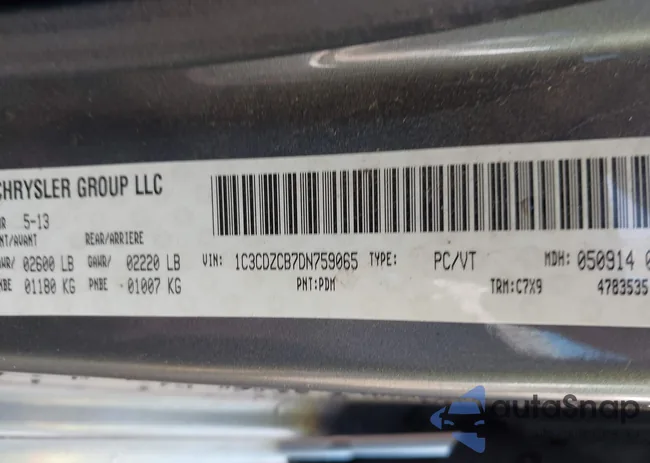 CHRYSLER GROUP LLC
5-13
REAR/ARRIERE
02600 LB GAWR/ 02220 LB VIN: 1C3CDZCB7DN759065 TYPE: PC/VT MDH: 050914
01180 KG PNBE 01007 KG PNT:PDM TRM:C7X9 4783535
autoSnap